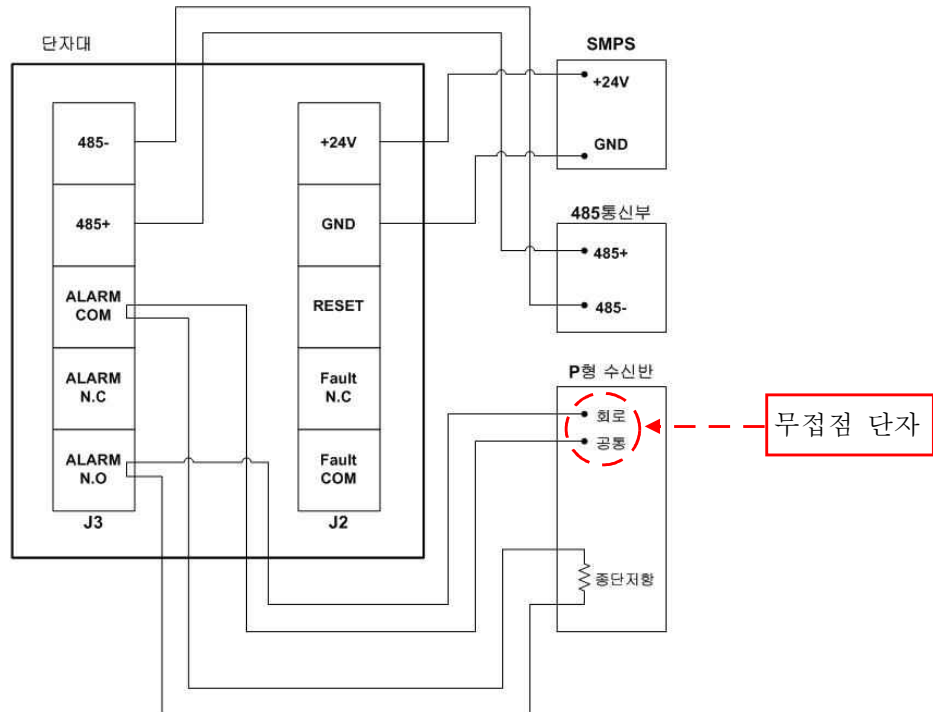 단자대
485-
485+
ALARM
COM
ALARM
N.C
ALARM
N.O
J3
+24V
GND
RESET
Fault
N.C
Fault
COM
J2
SMPS
+24V
GND
485통신부
485+
485-
P형 수신반
회로
공통
종단저항
무접점 단자